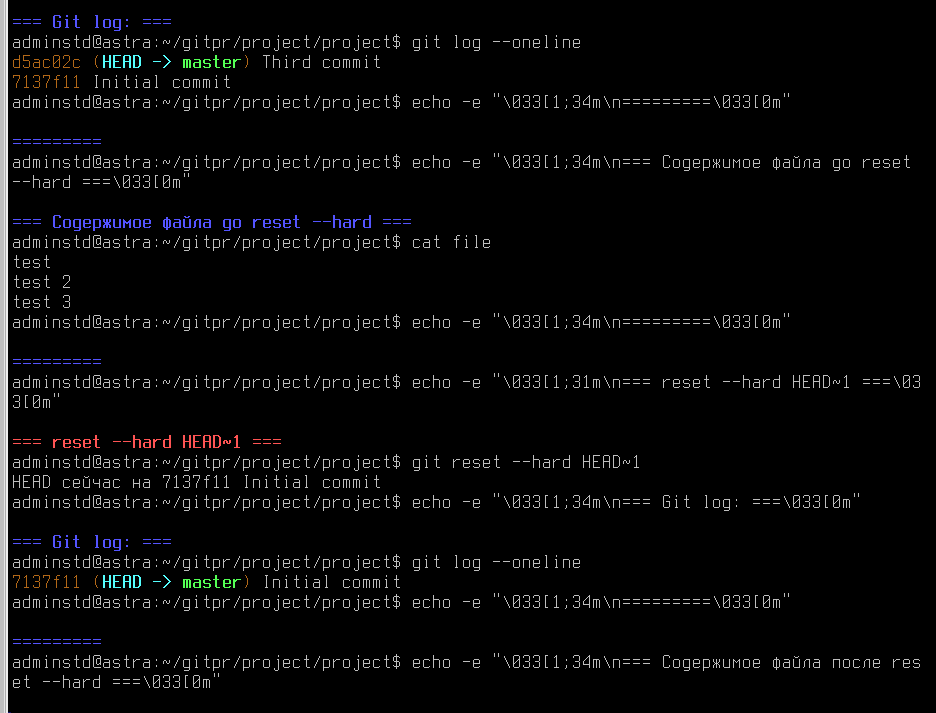 === Git log: ===
adminstd@astra:~/gitpr/project/project$ git log --oneline
d5ac02c (HEAD -> master) Third commit
7137f11 Initial commit
adminstd@astra:~/gitpr/project/project$ echo -e "\033[1;34m\n=========\033[0m"
=========
adminstd@astra:~/gitpr/project/project$ echo -e "\033[1;34m\n=== Содержимое файла до reset
--hard ===\033[0m"
=== Содержимое файла до reset --hard ===
adminstd@astra:~/gitpr/project/project$ cat file
test
test 2
test 3
adminstd@astra:~/gitpr/project/project$ echo -e "\033[1;34m\n=========\033[0m"
=========
adminstd@astra:~/gitpr/project/project$ echo -e "\033[1;31m\n=== reset --hard HEAD~1 ===\03
3[0m"
=== reset --hard HEAD~1 ===
adminstd@astra:~/gitpr/project/project$ git reset --hard HEAD~1
HEAD сейчас на 7137f11 Initial commit
adminstd@astra:~/gitpr/project/project$ echo -e "\033[1;34m\n=== Git log: ===\033[0m"
=== Git log: ===
adminstd@astra:~/gitpr/project/project$ git log --oneline
7137f11 (HEAD -> master) Initial commit
adminstd@astra:~/gitpr/project/project$ echo -e "\033[1;34m\n=========\033[0m"
=========
adminstd@astra:~/gitpr/project/project$ echo -e "\033[1;34m\n=== Содержимое файла после res
et --hard ===\033[0m"